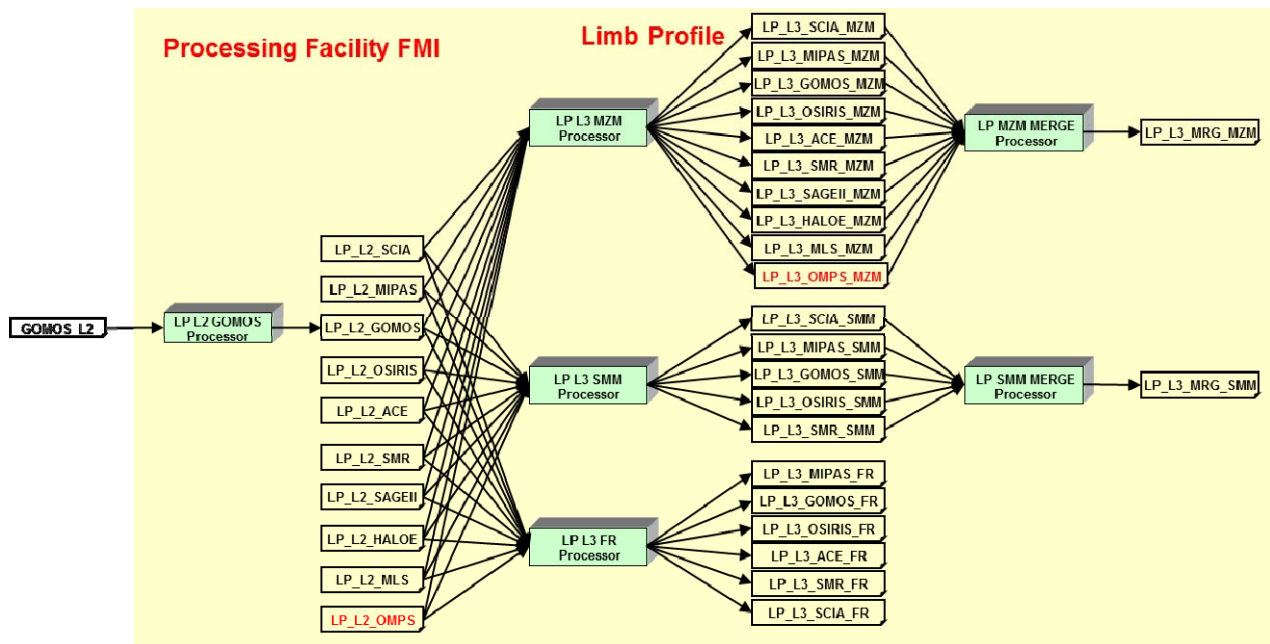 Processing Facility FMI
Limb Profile
GOMOS_L2
LP L2 GOMOS
Processor
LP_L2_SCIA
LP_L2_MIPAS
LP_L2_GOMOS
LP_L2_OSIRIS
LP_L2_ACE
LP_L2_SMR
LP_L2_SAGEII
LP_L2_HALOE
LP_L2_MLS
LP_L2_OMPS
LP L3 MZM
Processor
LP L3 SMM
Processor
LP L3 FR
Processor
LP_L3_SCIA_MZM
LP_L3_MIPAS_MZM
LP_L3_GOMOS_MZM
LP_L3_OSIRIS_MZM
LP_L3_ACE_MZM
LP_L3_SMR_MZM
LP_L3_SAGEII_MZM
LP_L3_HALOE_MZM
LP_L3_MLS_MZM
LP_L3_OMPS_MZM
LP_L3_SCIA_SMM
LP_L3_MIPAS_SMM
LP_L3_GOMOS_SMM
LP_L3_OSIRIS_SMM
LP_L3_SMR_SMM
LP_L3_MIPAS_FR
LP_L3_GOMOS_FR
LP_L3_OSIRIS_FR
LP_L3_ACE_FR
LP_L3_SMR_FR
LP_L3_SCIA_FR
LP MZM MERGE
Processor
LP SMM MERGE
Processor
LP_L3_MRG_MZM
LP_L3_MRG_SMM